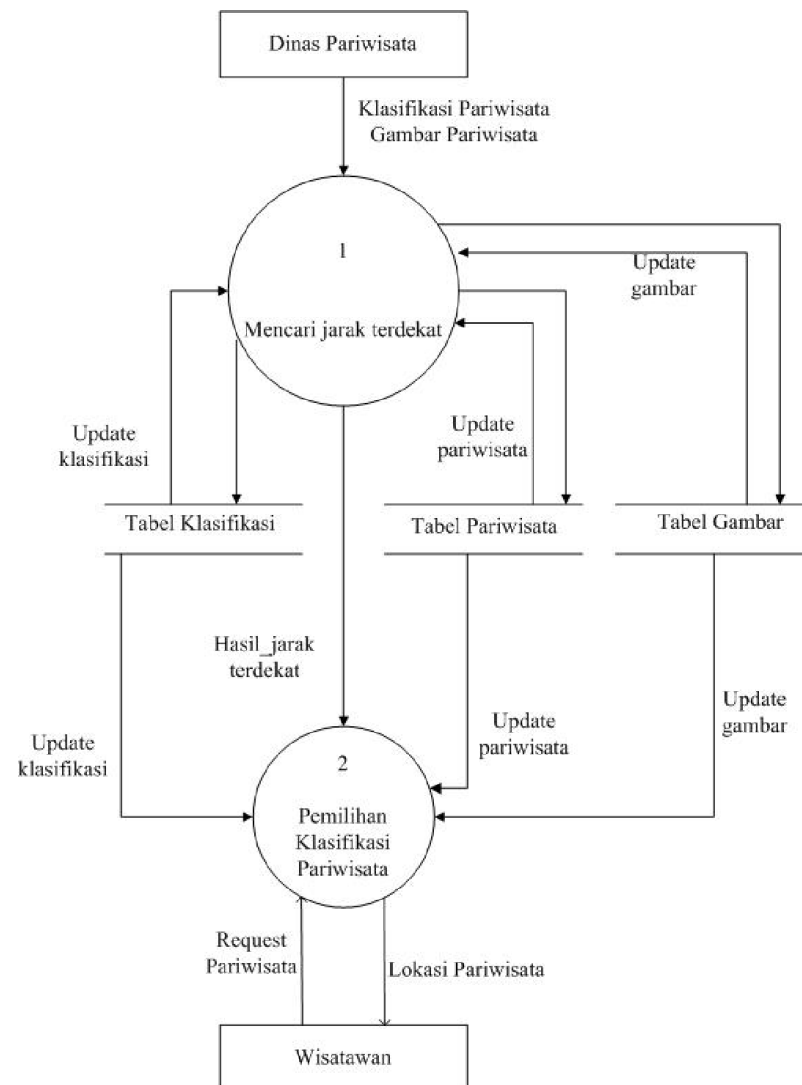 Dinas Pariwisata
Klasifikasi Pariwisata
Gambar Pariwisata
1
Mencari jarak terdekat
Update
gambar
Update
klasifikasi
Update
pariwisata
Tabel Klasifikasi
Tabel Pariwisata
Tabel Gambar
Hasil_jarak
terdekat
Update
klasifikasi
Update
pariwisata
Update
gambar
2
Pemilihan
Klasifikasi
Pariwisata
Request
Pariwisata
Lokasi Pariwisata
Wisatawan